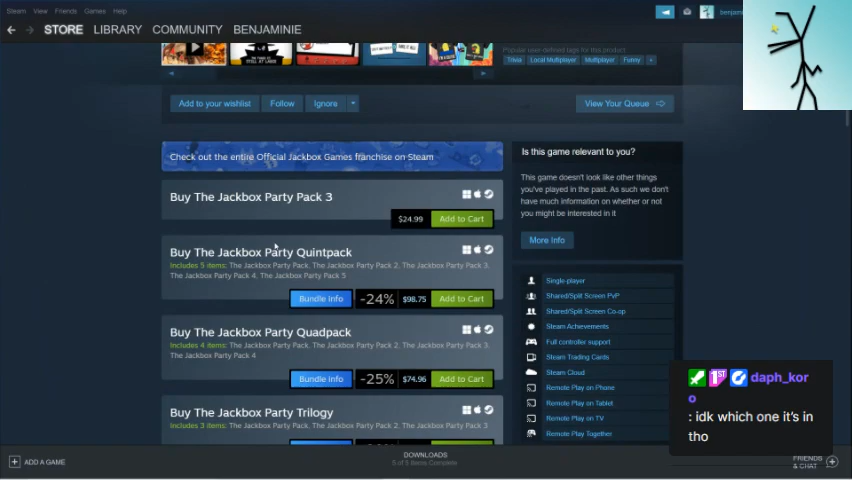 Steam View Friends Games Help
benjam
STORE LIBRARY COMMUNITY BENJAMINIE
Popular user-defined tags for this product:
Trivia Local Multiplayer Multiplayer Funny +
Add to your wishlist Follow Ignore View Your Queue
Check out the entire Official Jackbox Games franchise on Steam
Is this game relevant to you?
This game doesn't look like other things
you've played in the past. As such we don't
have much information on whether or not
you might be interested in it
More Info
Buy The Jackbox Party Pack 3
$24.99 Add to Cart
Buy The Jackbox Party Quintpack
Includes 5 items: The Jackbox Party Pack, The Jackbox Party Pack 2, The Jackbox Party Pack 3,
The Jackbox Party Pack 4, The Jackbox Party Pack 5
Bundle Info -24% $98.75 Add to Cart
Buy The Jackbox Party Quadpack
Includes 4 items: The Jackbox Party Pack, The Jackbox Party Pack 2, The Jackbox Party Pack 3,
The Jackbox Party Pack 4
Bundle Info -25% $74.96 Add to Cart
Buy The Jackbox Party Trilogy
Includes 3 items: The Jackbox Party Pack, The Jackbox Party Pack 2, The Jackbox Party Pack 3
Single-player
Shared/Split Screen PvP
Shared/Split Screen Co-op
Steam Achievements
Full controller support
Steam Trading Cards
Steam Cloud
Remote Play on Phone
Remote Play on Tablet
Remote Play on TV
Remote Play Together
1ST daph_kor
o
: idk which one it's in
tho
ADD A GAME
DOWNLOADS
5 of 5 Items Complete
FRIENDS
& CHAT